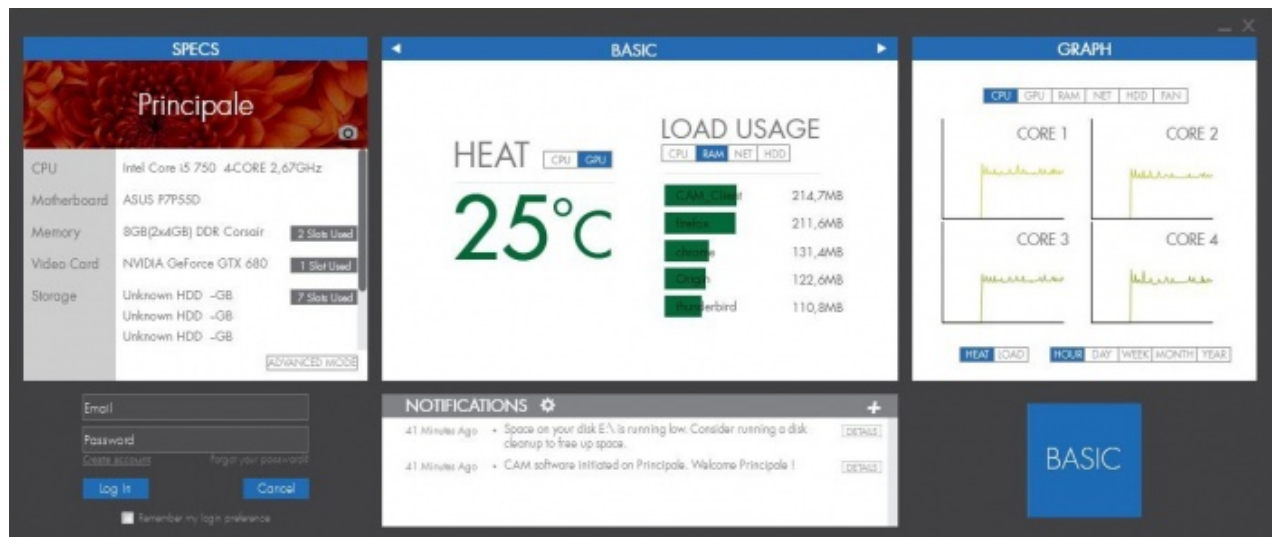 SPECS
Principale
CPU Intel Core i5 750 4-CORE 2,67GHz
Motherboard ASUS P7P55D
Memory 8GB(2x4GB) DDR Corsair 2 Slots Used
Video Card NVIDIA GeForce GTX 680 1 Slot Used
Storage Unknown HDD -GB 7 Slots Used
Unknown HDD -GB
Unknown HDD -GB
ADVANCED MODE
Email
Password
Create account Forgot your password?
Log In Cancel
Remember my login preference
BASIC
HEAT CPU GPU
25°C
LOAD USAGE
CPU RAM NET HDD
CAM_Client 214,7MB
firefox 211,6MB
chrome 131,4MB
Origin 122,6MB
thunderbird 110,8MB
NOTIFICATIONS
41 Minutes Ago • Space on your disk E:\ is running low. Consider running a disk
cleanup to free up space. DETAILS
41 Minutes Ago • CAM software initiated on Principale. Welcome Principale ! DETAILS
GRAPH
CPU GPU RAM NET HDD FAN
CORE 1 CORE 2
CORE 3 CORE 4
HEAT LOAD HOUR DAY WEEK MONTH YEAR
BASIC